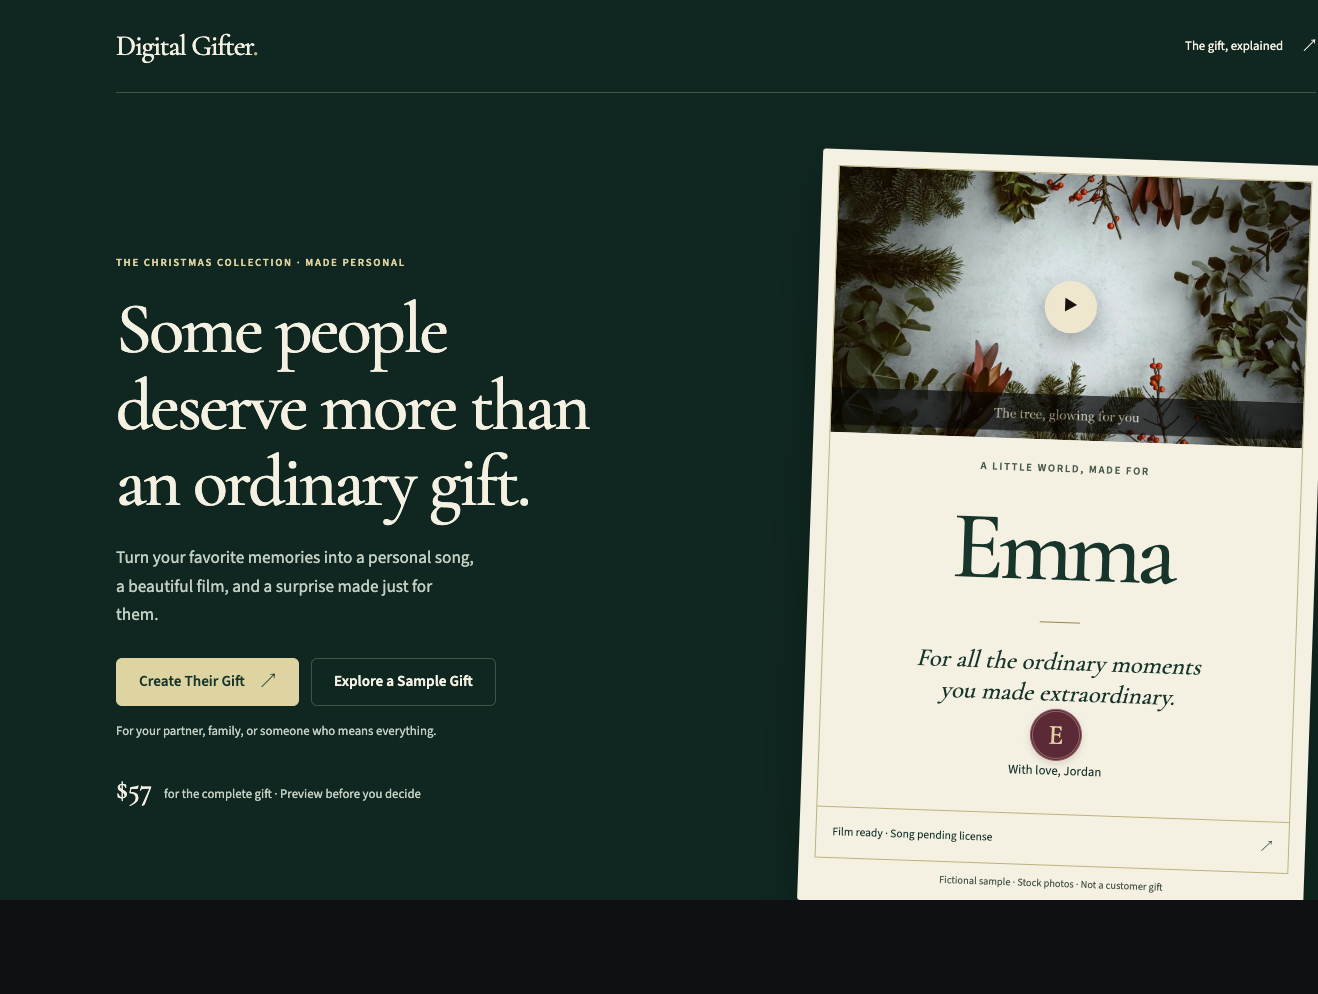 Digital Gifter.
The gift, explained
THE CHRISTMAS COLLECTION · MADE PERSONAL
Some people
deserve more than
an ordinary gift.
Turn your favorite memories into a personal song,
a beautiful film, and a surprise made just for
them.
Create Their Gift
Explore a Sample Gift
For your partner, family, or someone who means everything.
$57 for the complete gift · Preview before you decide
The tree, glowing for you
A LITTLE WORLD, MADE FOR
Emma
For all the ordinary moments
you made extraordinary.
E
With love, Jordan
Film ready · Song pending license
Fictional sample · Stock photos · Not a customer gift